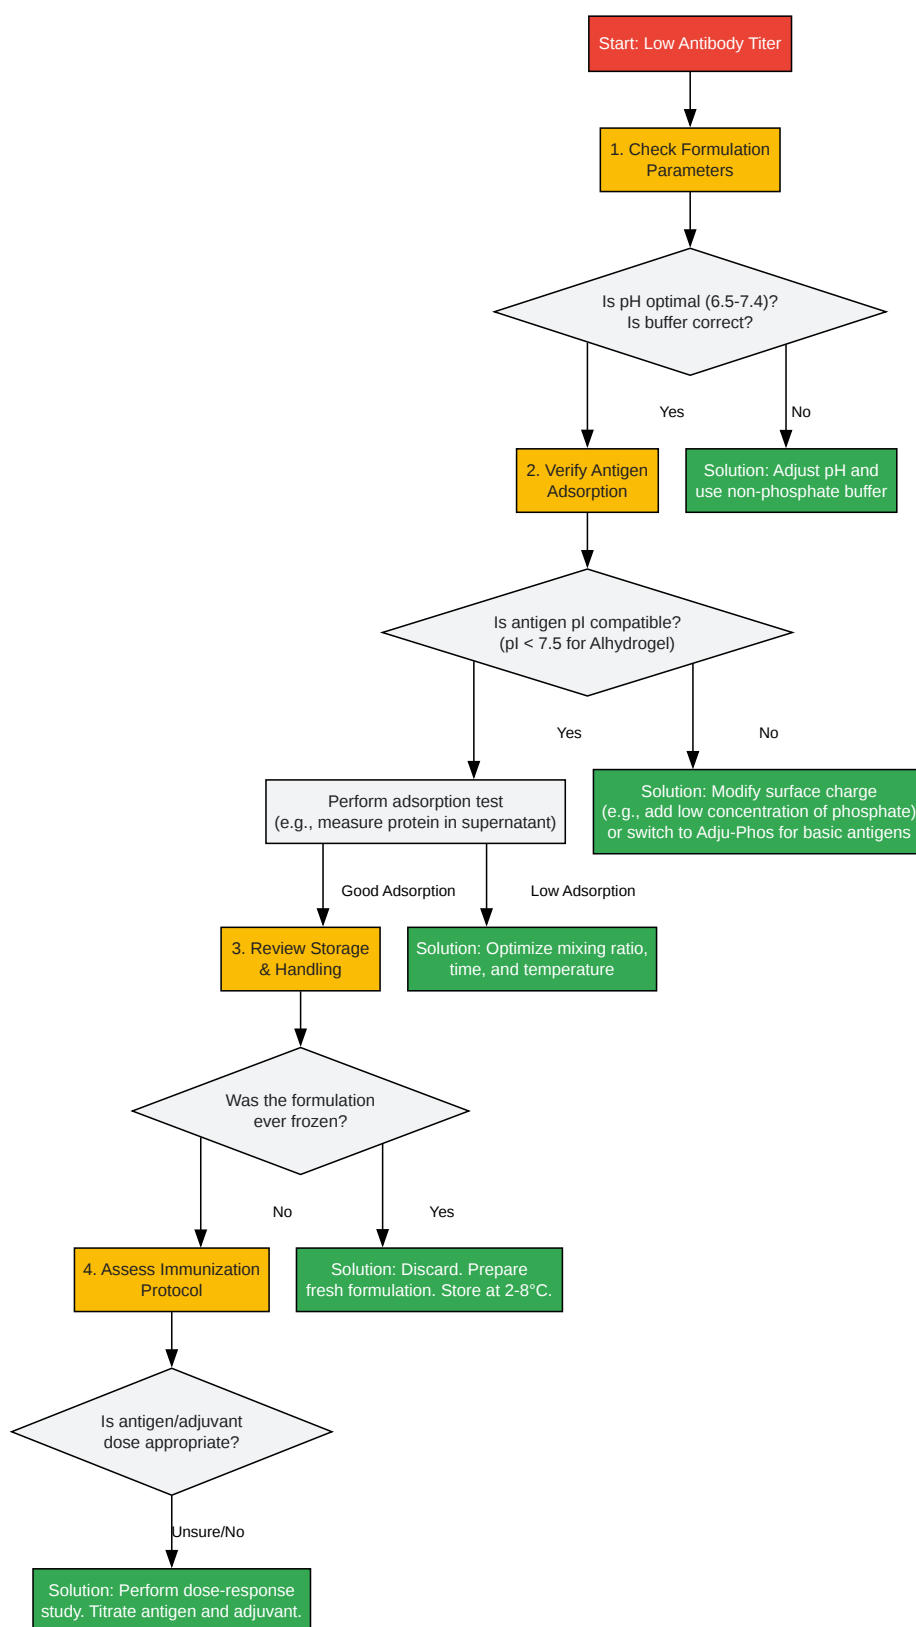 Start: Low Antibody Titer
1. Check Formulation
Parameters
Is pH optimal (6.5-7.4)?
Is buffer correct?
Yes
No
2. Verify Antigen
Adsorption
Solution: Adjust pH and
use non-phosphate buffer
Is antigen pI compatible?
(pI < 7.5 for Alhydrogel)
Yes
No
Perform adsorption test
(e.g., measure protein in supernatant)
Solution: Modify surface charge
(e.g., add low concentration of phosphate)
or switch to Adju-Phos for basic antigens
Good Adsorption
Low Adsorption
3. Review Storage
& Handling
Solution: Optimize mixing ratio,
time, and temperature
Was the formulation
ever frozen?
No
Yes
4. Assess Immunization
Protocol
Solution: Discard. Prepare
fresh formulation. Store at 2-8°C.
Is antigen/adjuvant
dose appropriate?
Unsure/No
Solution: Perform dose-response
study. Titrate antigen and adjuvant.